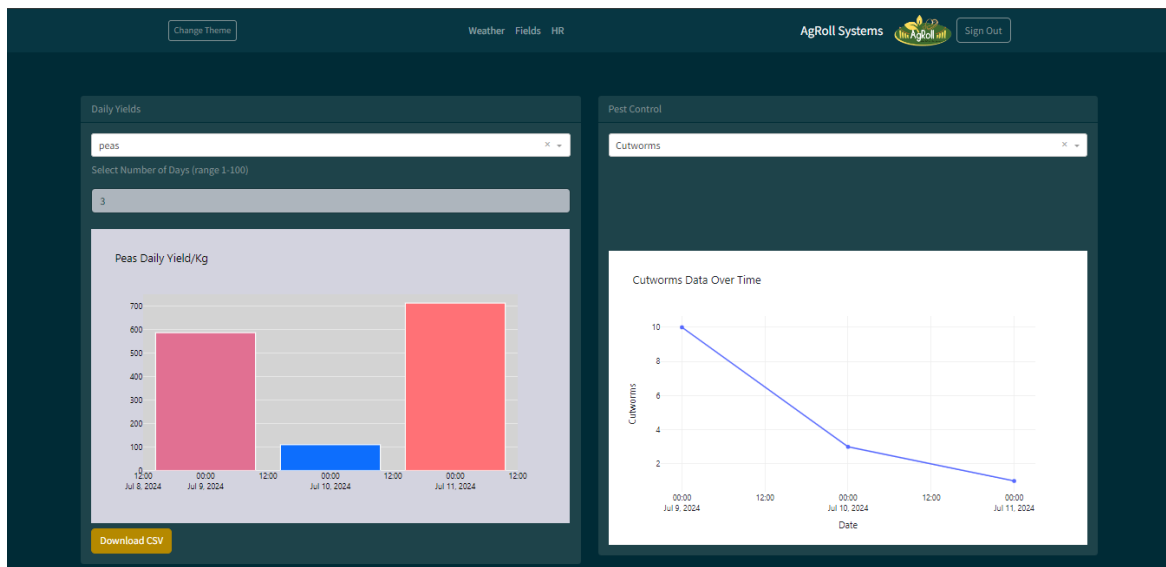 Change Theme
Weather Fields HR
AgRoll Systems
AgRoll
Sign Out
Daily Yields
peas
Select Number of Days (range 1-100)
3
Peas Daily Yield/Kg
700
600
500
400
300
200
100
0
12:00 00:00 12:00 00:00 12:00 00:00 12:00
Jul 8, 2024 Jul 9, 2024 Jul 10, 2024 Jul 11, 2024
Download CSV
Pest Control
Cutworms
Cutworms Data Over Time
10
8
6
4
2
Cutworms
00:00 12:00 00:00 12:00 00:00
Jul 9, 2024 Jul 10, 2024 Jul 11, 2024
Date